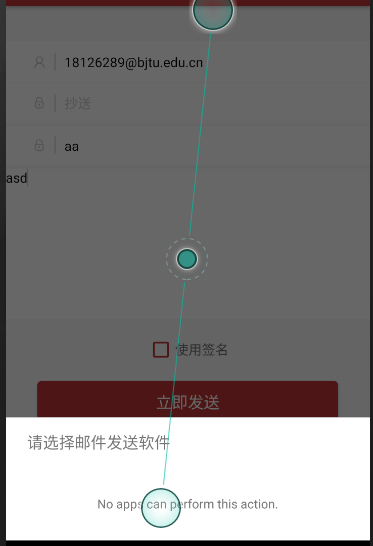 18126289@bjtu.edu.cn
抄送
aa
asd
使用签名
立即发送
请选择邮件发送软件
No apps can perform this action.